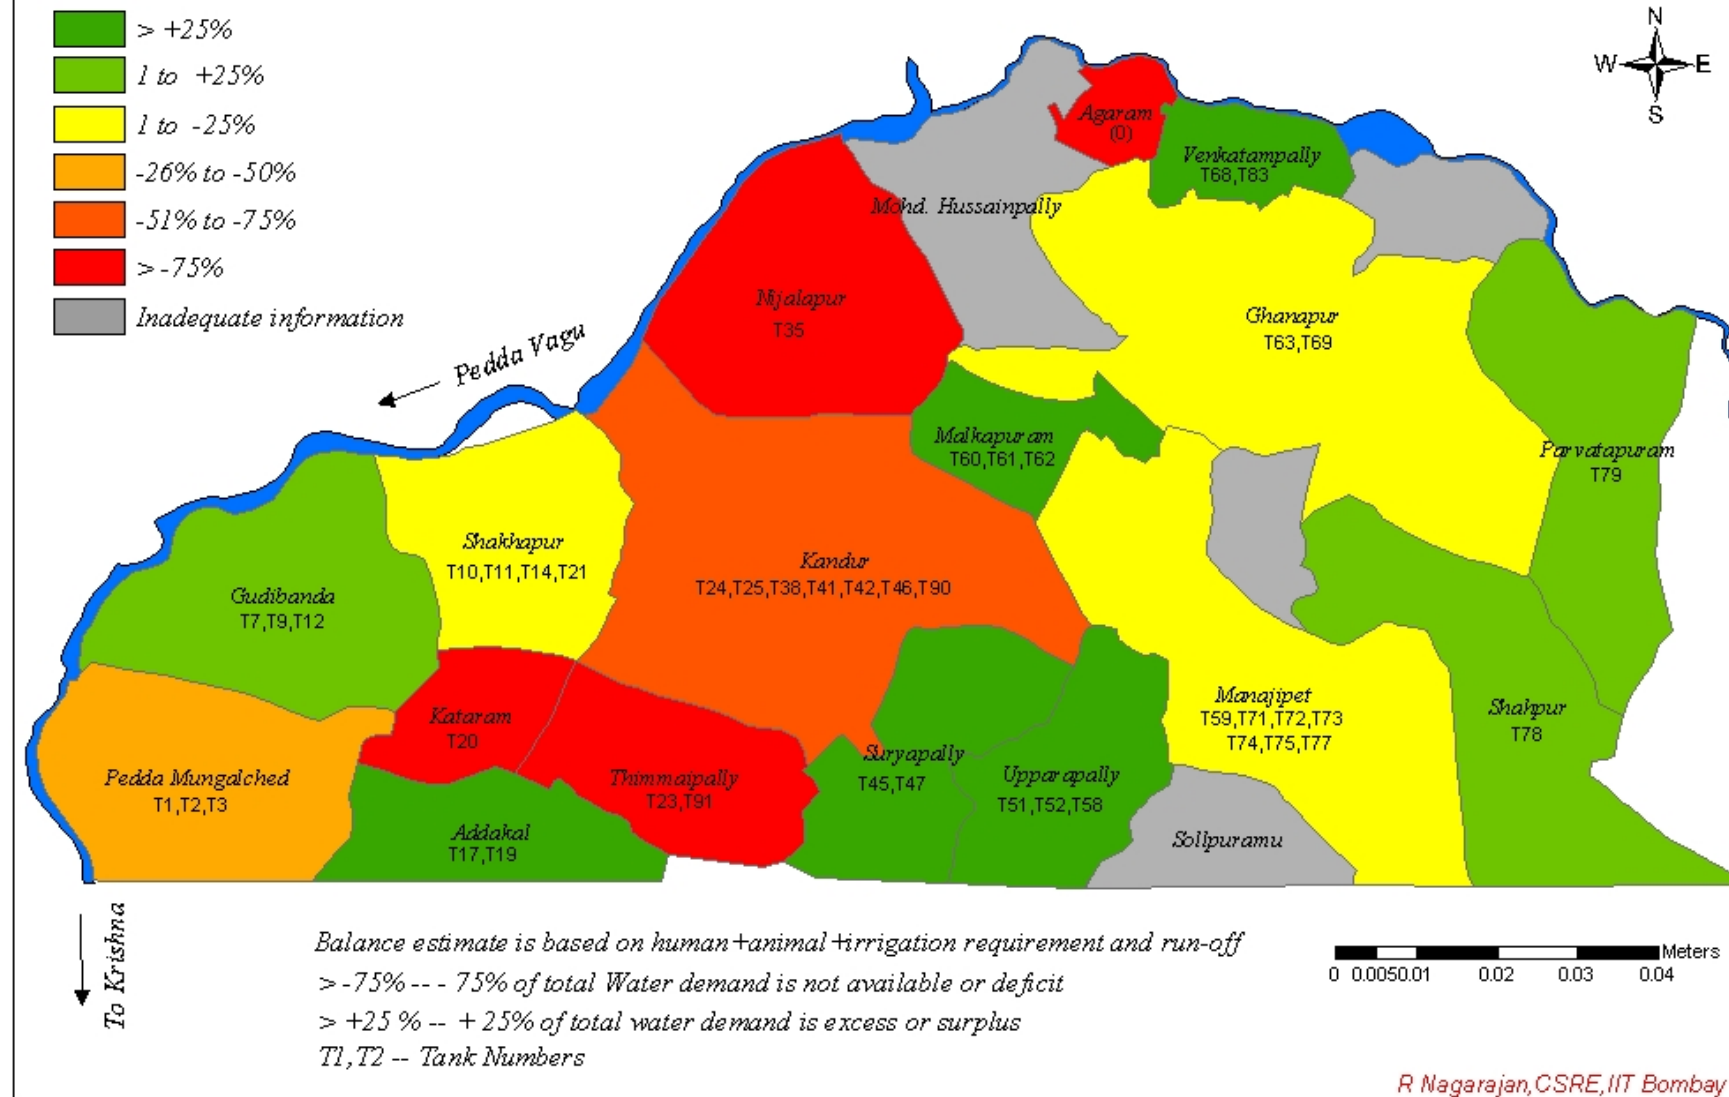 > +25%
1 to +25%
1 to -25%
-26% to -50%
-51% to -75%
> -75%
Inadequate information
N
W E
S
Agaram
(0)
Venkatampally
T68,T83
Mohd. Hussainpally
Nijalapur
T35
Ghanapur
T63,T69
Pedda Vagu
Malkapuram
T60,T61,T62
Parvatapuram
T79
Shakhapur
T10,T11,T14,T21
Kandur
T24,T25,T38,T41,T42,T46,T90
Gudibanda
T7,T9,T12
Manajipet
T59,T71,T72,T73
T74,T75,T77
Shahpur
T78
Kataram
T20
Pedda Mungalched
T1,T2,T3
Thimmaipally
T23,T91
Suryapally
T45,T47
Upparapally
T51,T52,T58
Addakal
T17,T19
Sollpuramu
To Krishna
Balance estimate is based on human+animal+irrigation requirement and run-off
> -75% -- - 75% of total Water demand is not available or deficit
> +25 % -- + 25% of total water demand is excess or surplus
T1,T2 -- Tank Numbers
Meters
0 0.0050.01 0.02 0.03 0.04
R Nagarajan,CSRE,IIT Bombay